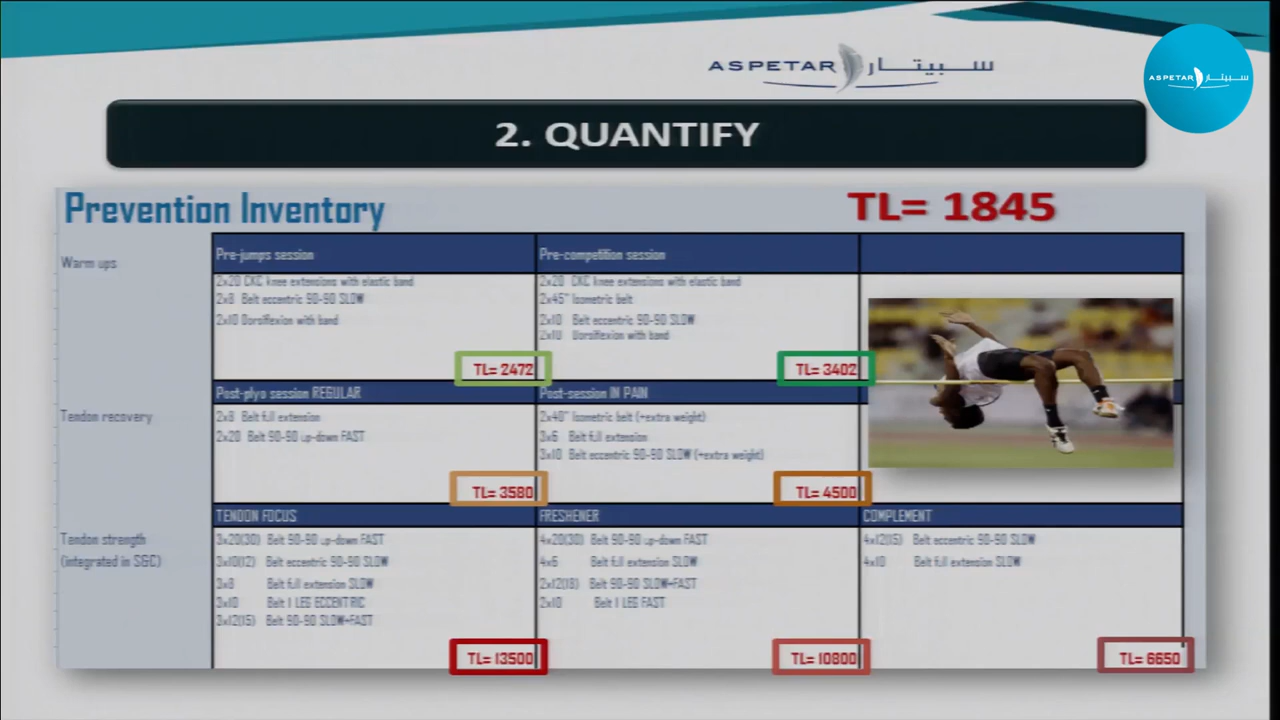 ASPETAR سبيتار
ASPETAR سبيتار
2. QUANTIFY
Prevention Inventory
TL= 1845
Warm ups
Pre-jumps session
2x20 CKC knee extensions with elastic band
2x8 Belt eccentric 90-90 SLOW
2x10 Dorsiflexion with band
TL= 2472
Pre-competition session
2x20 CKC knee extensions with elastic band
2x45" Isometric belt
2x10 Belt eccentric 90-90 SLOW
2x10 Dorsiflexion with band
TL= 3402
Tendon recovery
Post-plyo session REGULAR
2x8 Belt full extension
2x20 Belt 90-90 up-down FAST
TL= 3580
Post-session IN PAIN
2x40" Isometric belt (+extra weight)
3x6 Belt full extension
3x10 Belt eccentric 90-90 SLOW (+extra weight)
TL= 4500
Tendon strength
(integrated in S&C)
TENDON FOCUS
3x20(30) Belt 90-90 up-down FAST
3x10(12) Belt eccentric 90-90 SLOW
3x8 Belt full extension SLOW
3x10 Belt 1 LEG ECCENTRIC
3x12(15) Belt 90-90 SLOW+FAST
TL= 13500
FRESHENER
4x20(30) Belt 90-90 up-down FAST
4x6 Belt full extension SLOW
2x12(18) Belt 90-90 SLOW+FAST
2x10 Belt 1 LEG FAST
TL= 10800
COMPLEMENT
4x12(15) Belt eccentric 90-90 SLOW
4x10 Belt full extension SLOW
TL= 6650